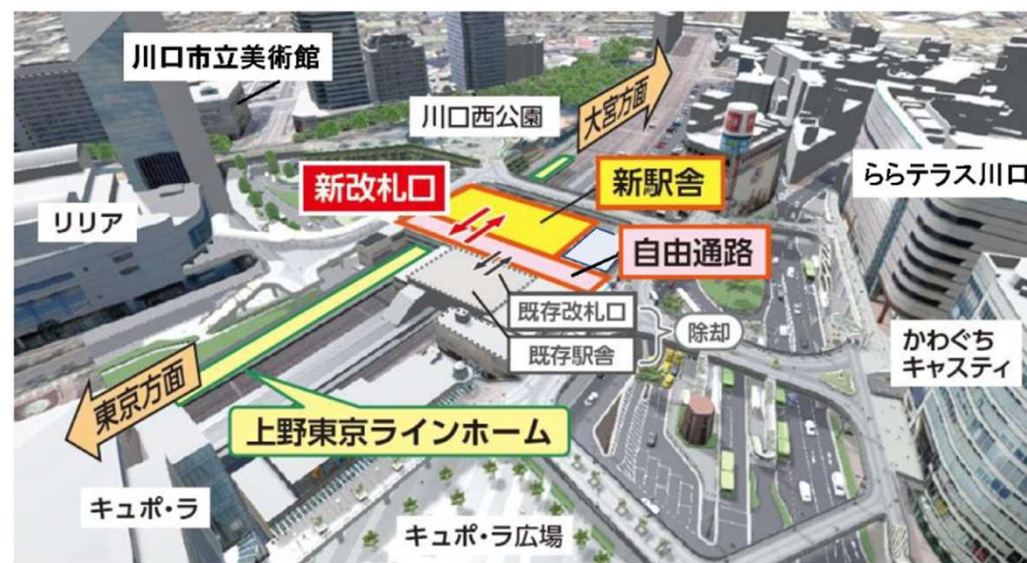 川口市立美術館
川口西公園
大宮方面
新改札口
新駅舎
ららテラス川口
リリア
自由通路
既存改札口
既存駅舎
除却
かわぐち
キャスティ
東京方面
上野東京ラインホーム
キュポ・ラ
キュポ・ラ広場